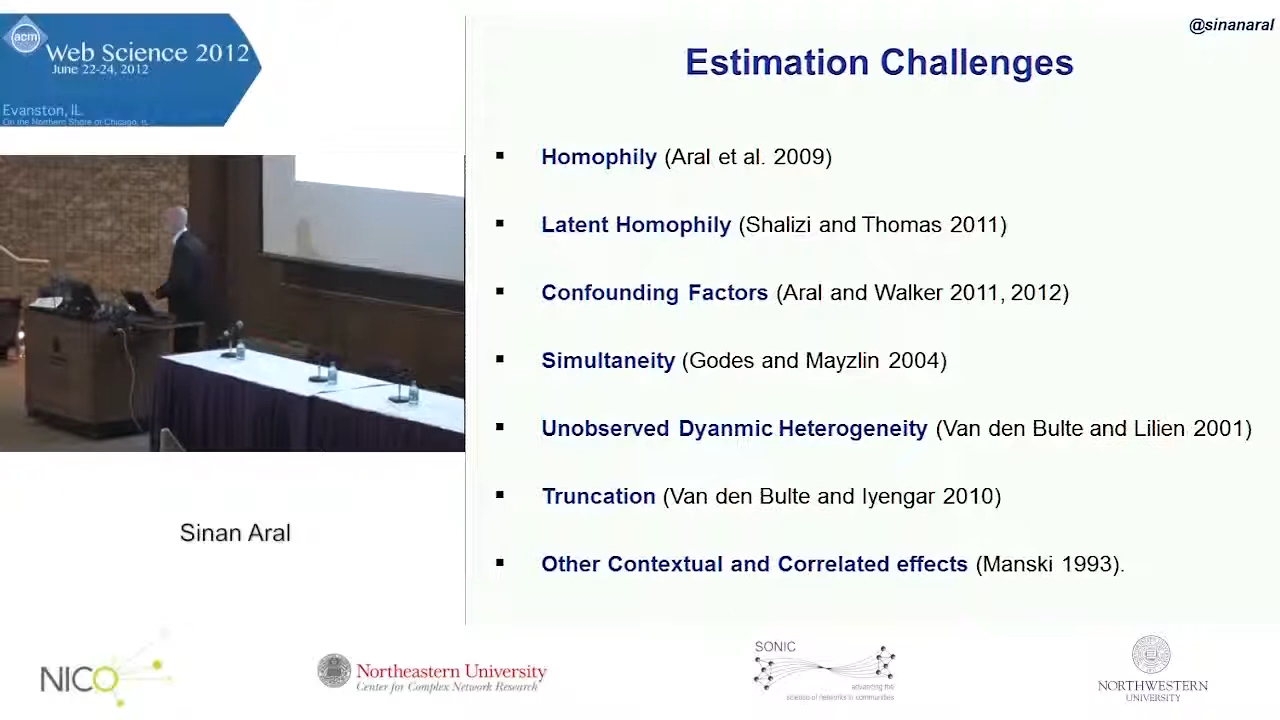 acm
Web Science 2012
June 22-24, 2012
Evanston, IL
On the Northern Shore of Chicago, IL
@sinanaral
Estimation Challenges
Homophily (Aral et al. 2009)
Latent Homophily (Shalizi and Thomas 2011)
Confounding Factors (Aral and Walker 2011, 2012)
Simultaneity (Godes and Mayzlin 2004)
Unobserved Dyanmic Heterogeneity (Van den Bulte and Lilien 2001)
Truncation (Van den Bulte and Iyengar 2010)
Other Contextual and Correlated effects (Manski 1993).
Sinan Aral
NICO
Northeastern University
Center for Complex Network Research
SONIC
advancing the
science of networks in communities
NORTHWESTERN
UNIVERSITY